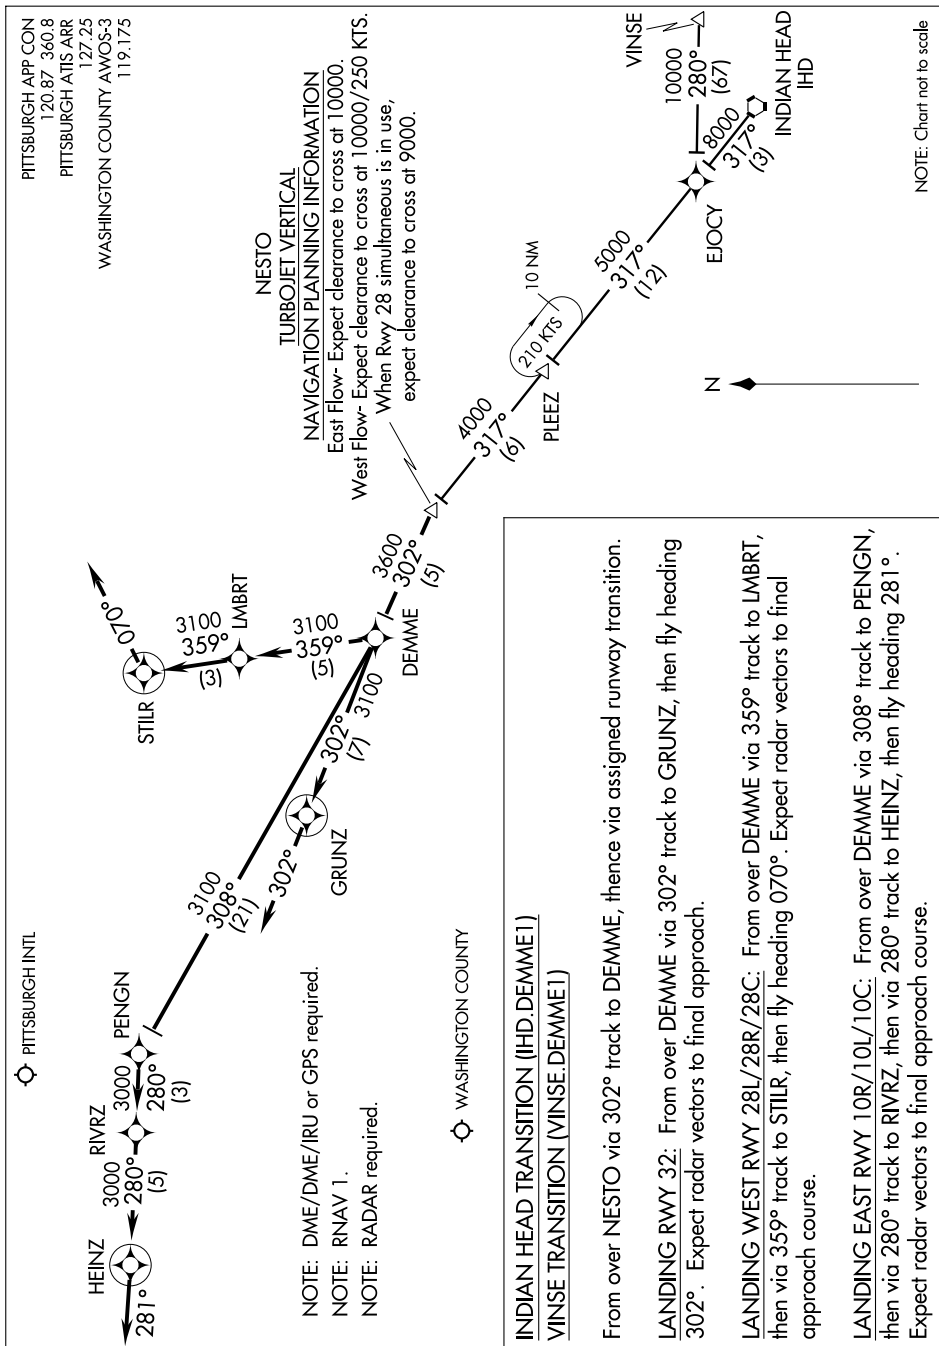 PITTSBURGH APP CON
120.87 360.8
PITTSBURGH ATIS ARR
127.25
WASHINGTON COUNTY AWOS-3
119.175
NESTO
TURBOJET VERTICAL
NAVIGATION PLANNING INFORMATION
East Flow- Expect clearance to cross at 10000.
West Flow- Expect clearance to cross at 10000/250 KTS.
When Rwy 28 simultaneous is in use,
expect clearance to cross at 9000.
PITTSBURGH INTL
WASHINGTON COUNTY
HEINZ
281°
3000
280°
(5)
RIVRZ
3000
280°
(3)
PENGN
3100
308°
(21)
GRUNZ
302°
302°
(7)
3100
STILR
070°
3100
359°
(3)
LMBRT
3100
359°
(5)
DEMME
3600
302°
(5)
4000
317°
(6)
PLEEZ
210 KTS
10 NM
5000
317°
(12)
EJOCY
VINSE
10000
280°
(67)
8000
317°
(3)
INDIAN HEAD
IHD
N
NOTE: Chart not to scale
NOTE: DME/DME/IRU or GPS required.
NOTE: RNAV 1.
NOTE: RADAR required.
INDIAN HEAD TRANSITION (IHD.DEMME1)
VINSE TRANSITION (VINSE.DEMME1)
From over NESTO via 302° track to DEMME, thence via assigned runway transition.
LANDING RWY 32: From over DEMME via 302° track to GRUNZ, then fly heading
302°. Expect radar vectors to final approach.
LANDING WEST RWY 28L/28R/28C: From over DEMME via 359° track to LMBRT,
then via 359° track to STILR, then fly heading 070°. Expect radar vectors to final
approach course.
LANDING EAST RWY 10R/10L/10C: From over DEMME via 308° track to PENGN,
then via 280° track to RIVRZ, then via 280° track to HEINZ, then fly heading 281°.
Expect radar vectors to final approach course.